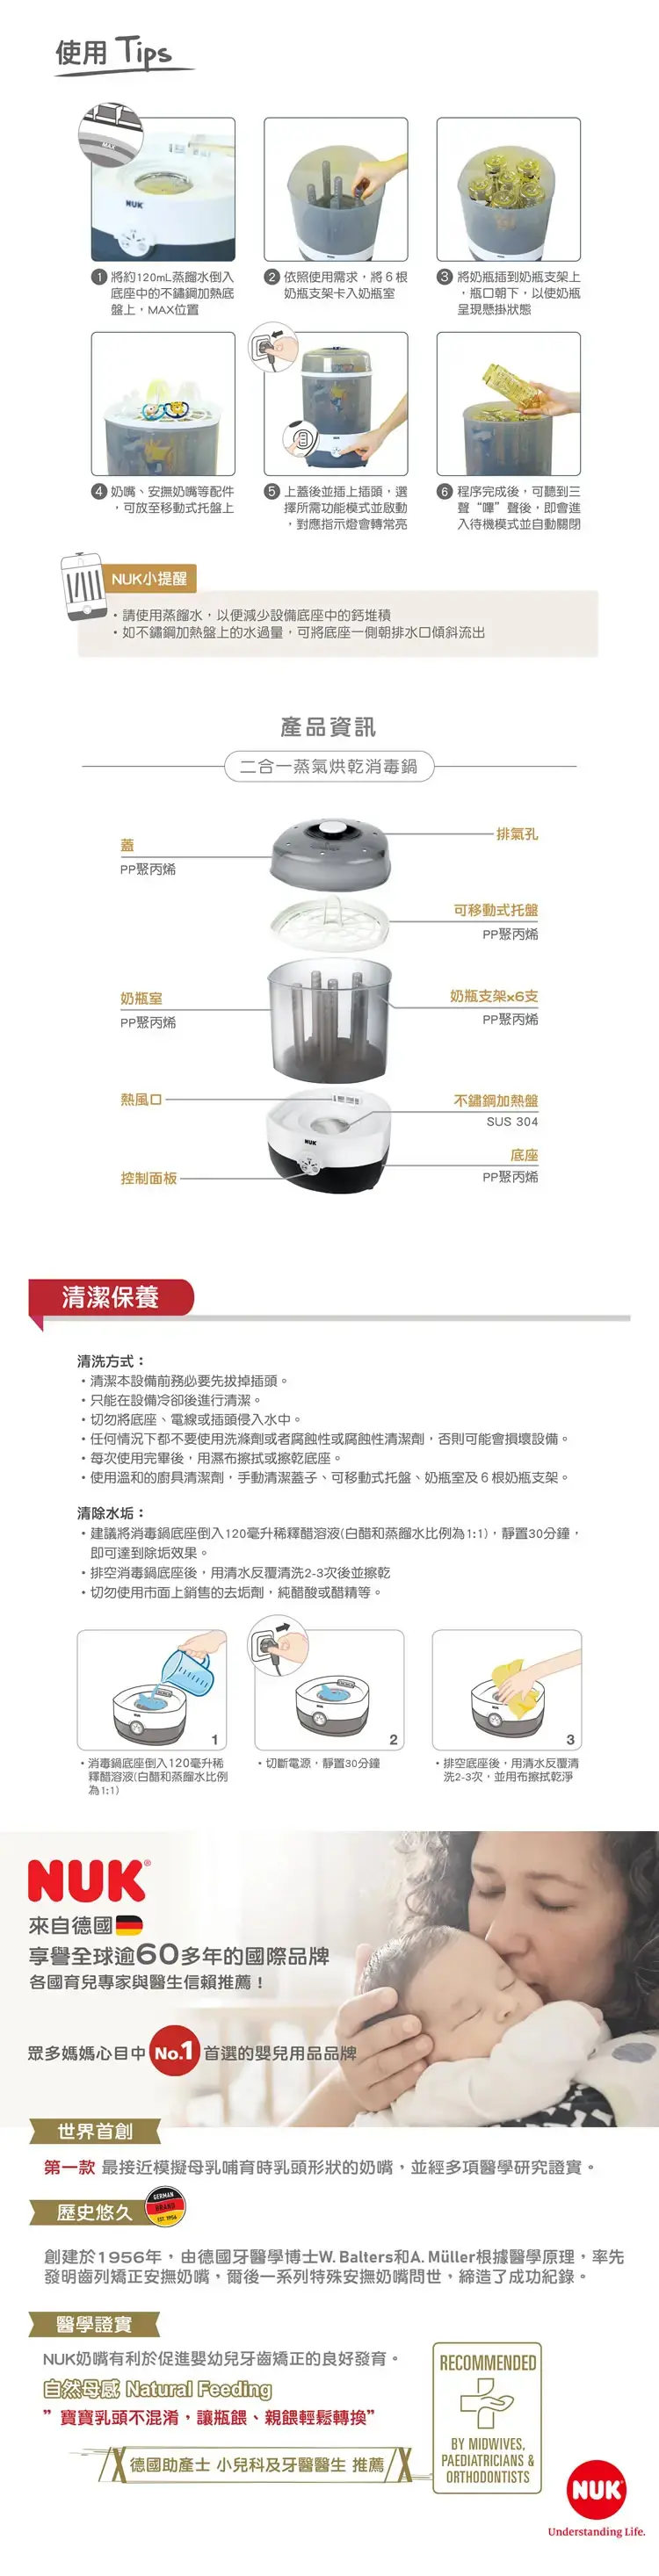 使用 Tips
MAX
NUK
1 將約120mL蒸餾水倒入
底座中的不鏽鋼加熱底
盤上，MAX位置
2 依照使用需求，將6根
奶瓶支架卡入奶瓶室
3 將奶瓶插到奶瓶支架上
，瓶口朝下，以使奶瓶
呈現懸掛狀態
4 奶嘴、安撫奶嘴等配件
，可放至移動式托盤上
5 上蓋後並插上插頭，選
擇所需功能模式並啟動
，對應指示燈會轉常亮
6 程序完成後，可聽到三
聲“嗶”聲後，即會進
入待機模式並自動關閉
NUK小提醒
・請使用蒸餾水，以便減少設備底座中的鈣堆積
・如不鏽鋼加熱盤上的水過量，可將底座一側朝排水口傾斜流出
產品資訊
二合一蒸氣烘乾消毒鍋
排氣孔
蓋
PP聚丙烯
可移動式托盤
PP聚丙烯
奶瓶室
PP聚丙烯
奶瓶支架x6支
PP聚丙烯
熱風口
不鏽鋼加熱盤
SUS 304
NUK
底座
PP聚丙烯
控制面板
清潔保養
清洗方式：
・清潔本設備前務必要先拔掉插頭。
・只能在設備冷卻後進行清潔。
・切勿將底座、電線或插頭侵入水中。
・任何情況下都不要使用洗滌劑或者腐蝕性或腐蝕性清潔劑，否則可能會損壞設備。
・每次使用完畢後，用濕布擦拭或擦乾底座。
・使用溫和的廚具清潔劑，手動清潔蓋子、可移動式托盤、奶瓶室及6根奶瓶支架。
清除水垢：
・建議將消毒鍋底座倒入120毫升稀釋醋溶液(白醋和蒸餾水比例為1:1)，靜置30分鐘，
即可達到除垢效果。
・排空消毒鍋底座後，用清水反覆清洗2-3次後並擦乾
・切勿使用市面上銷售的去垢劑，純醋酸或醋精等。
1
2
3
・消毒鍋底座倒入120毫升稀
釋醋溶液(白醋和蒸餾水比例
為1:1)
・切斷電源，靜置30分鐘
・排空底座後，用清水反覆清
洗2-3次，並用布擦拭乾淨
NUK®
來自德國
享譽全球逾60多年的國際品牌
各國育兒專家與醫生信賴推薦！
眾多媽媽心目中 No.1 首選的嬰兒用品品牌
世界首創
第一款 最接近模擬母乳哺育時乳頭形狀的奶嘴，並經多項醫學研究證實。
歷史悠久
GERMAN
BRAND
EST. 1956
創建於1956年，由德國牙醫學博士W. Balters和A. Müller根據醫學原理，率先
發明齒列矯正安撫奶嘴，爾後一系列特殊安撫奶嘴問世，締造了成功紀錄。
醫學證實
NUK奶嘴有利於促進嬰幼兒牙齒矯正的良好發育。
自然母感 Natural Feeding
”寶寶乳頭不混淆，讓瓶餵、親餵輕鬆轉換”
德國助產士 小兒科及牙醫醫生 推薦
RECOMMENDED
BY MIDWIVES,
PAEDIATRICIANS &
ORTHODONTISTS
NUK
Understanding Life.